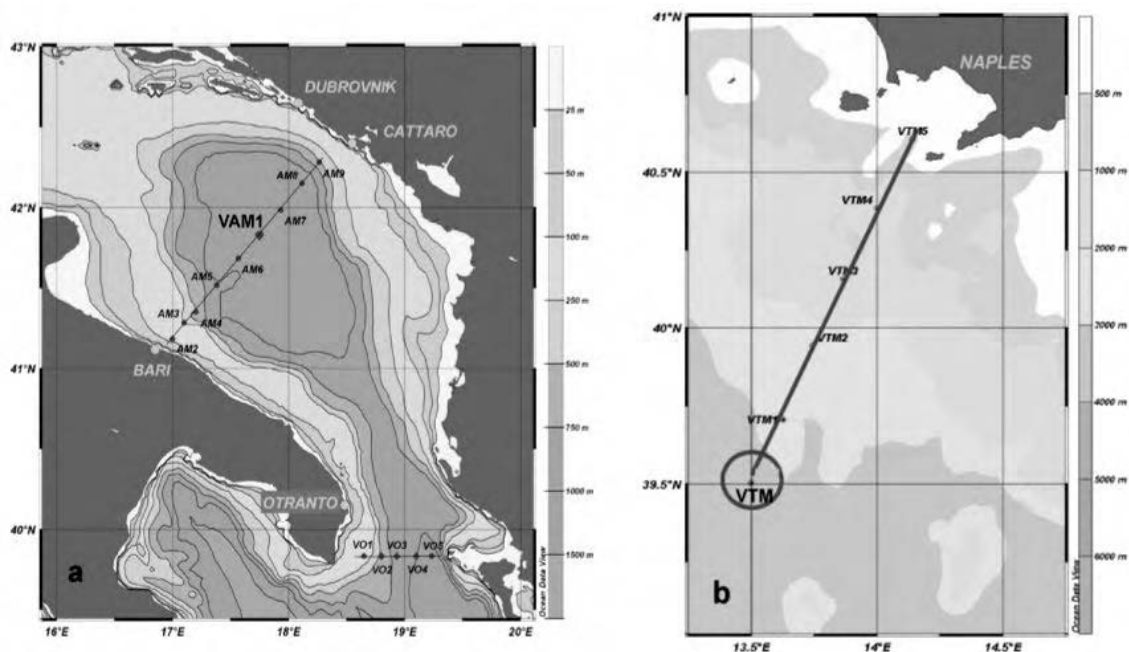 43°N
42°N
41°N
40°N
16°E
17°E
18°E
19°E
20°E
DUBROVNIK
CATTARO
AM8
AM9
AM7
VAM1
AM6
AM5
AM3
AM4
AM2
BARI
OTRANTO
VO1
VO3
VO5
VO2
VO4
a
25 m
50 m
100 m
200 m
400 m
500 m
750 m
1000 m
1500 m
Ocean Data View
41°N
40.5°N
40°N
39.5°N
13.5°E
14°E
14.5°E
NAPLES
VTM5
VTM4
VTM3
VTM2
VTM1
VTM
b
500 m
1000 m
2000 m
3000 m
4000 m
5000 m
6000 m
Ocean Data View